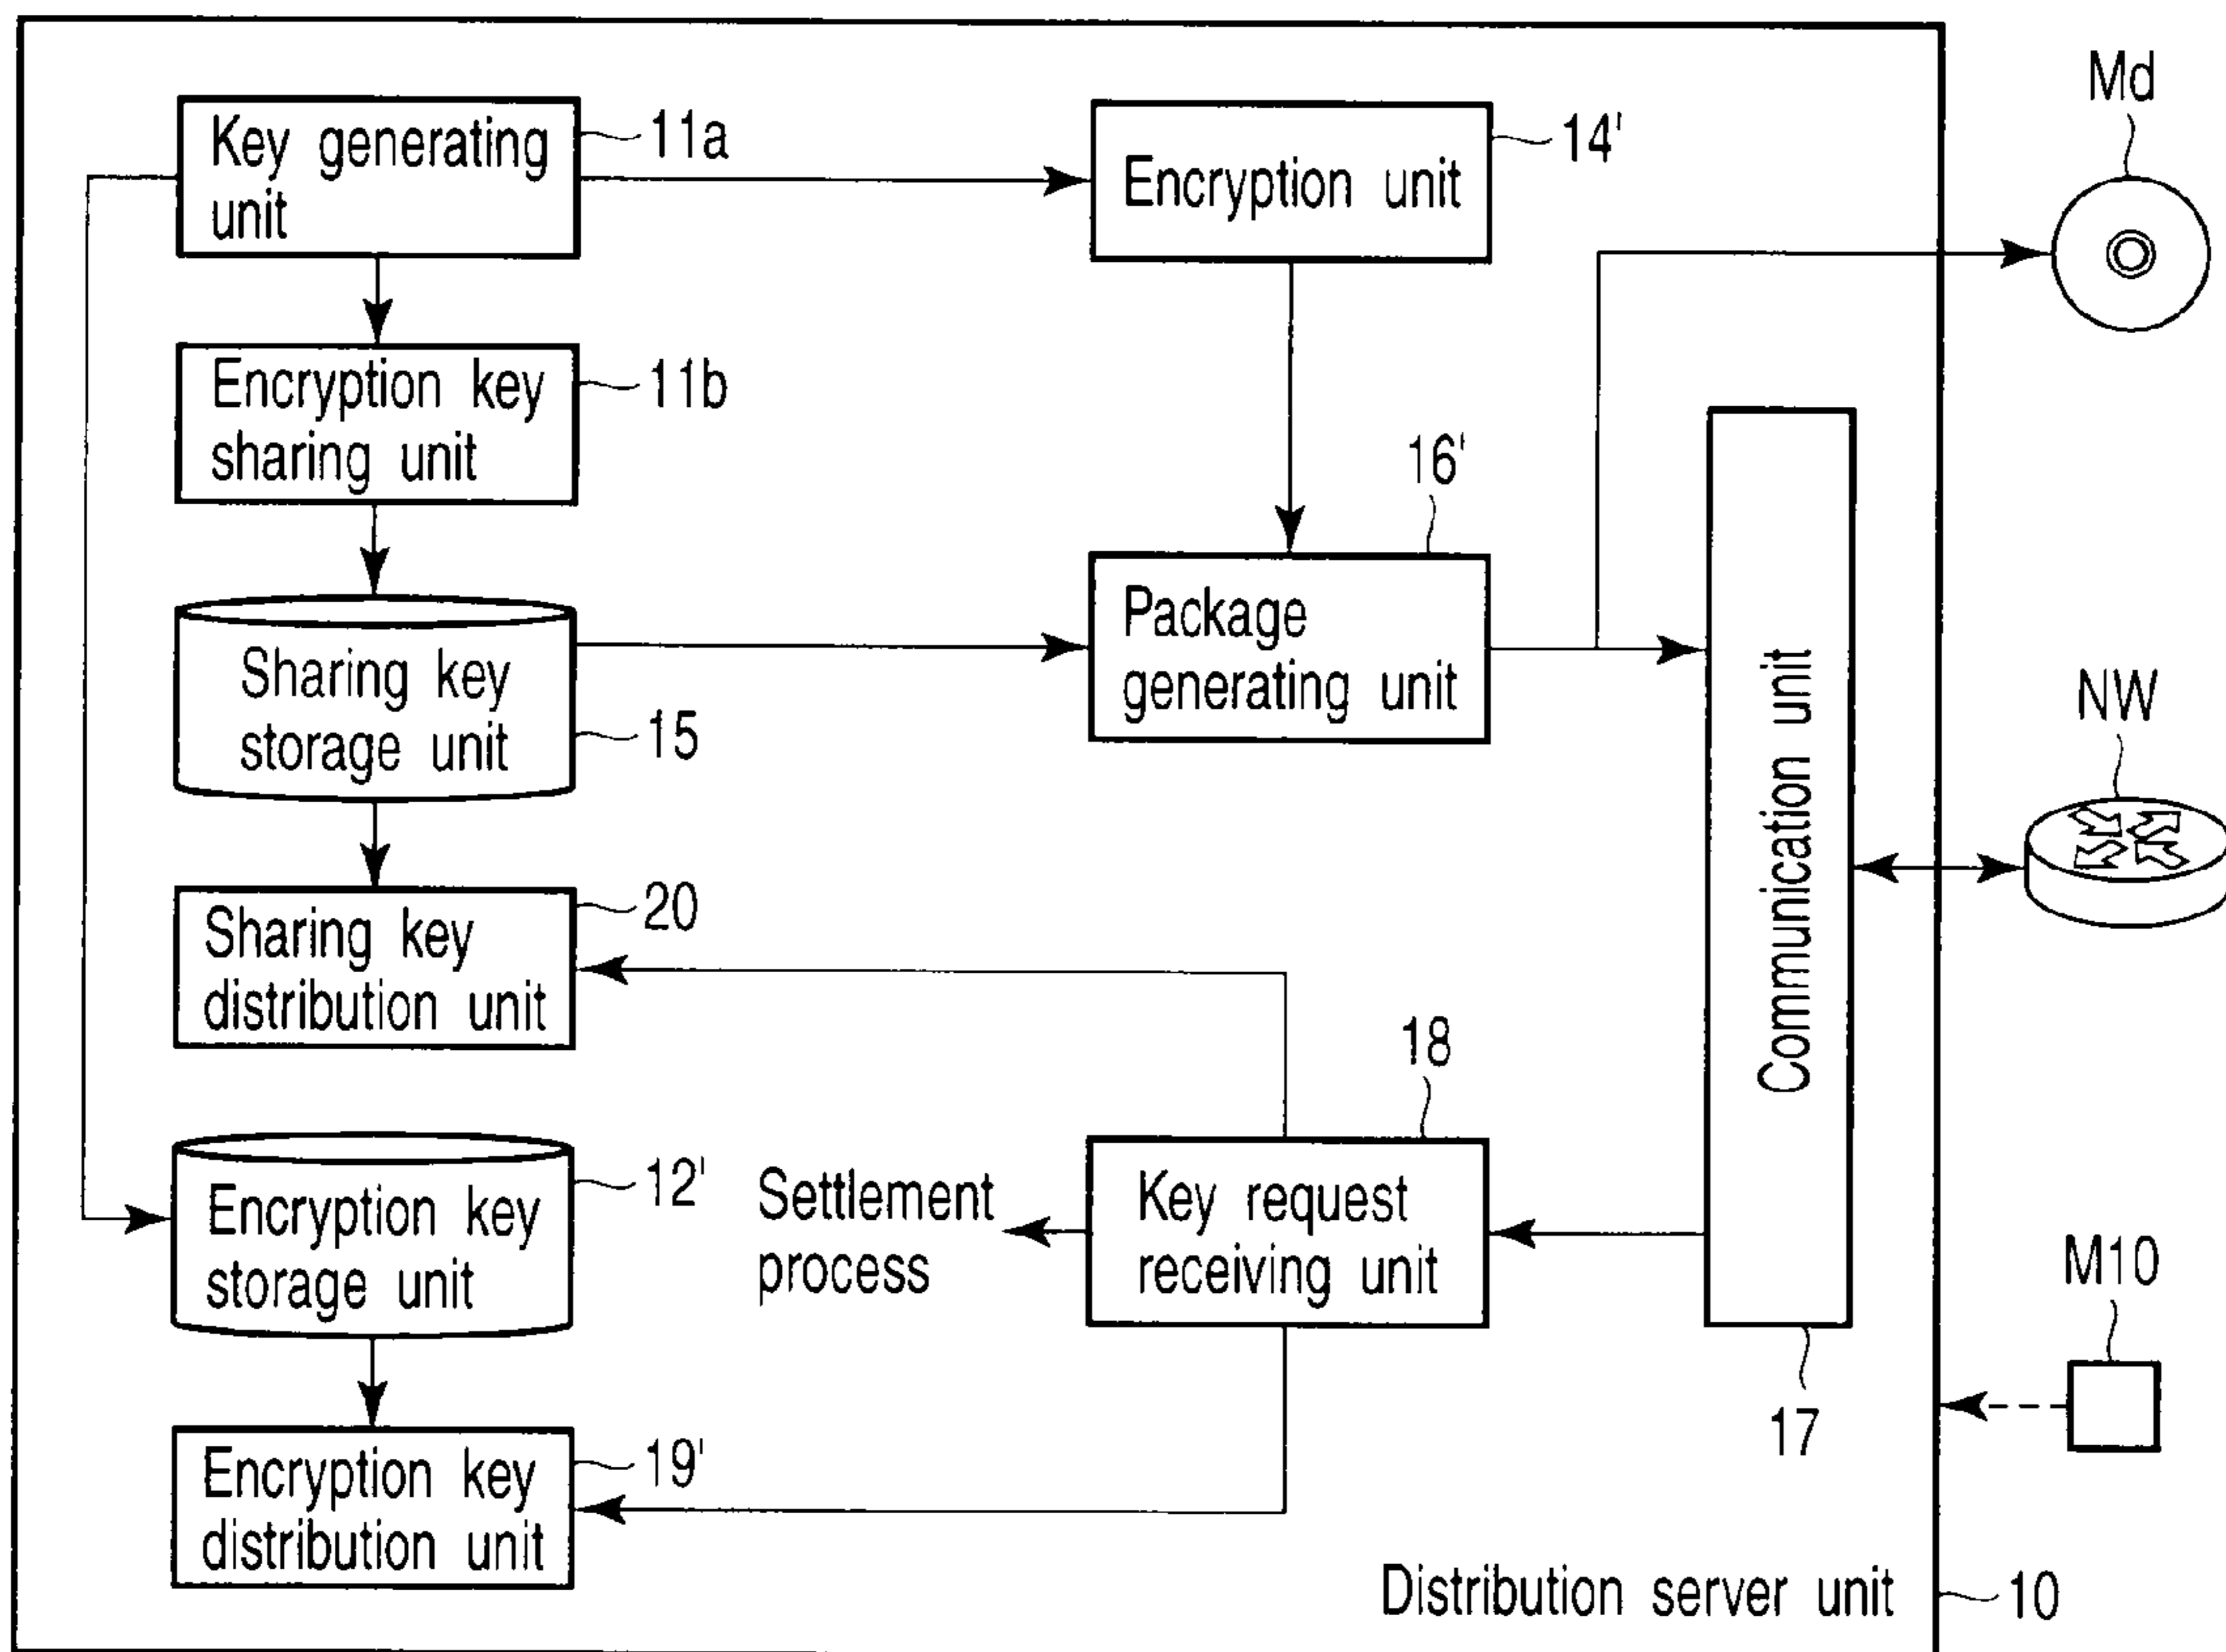 Md
Key generating
unit
11a
Encryption unit
14'
Encryption key
sharing unit
11b
16'
Sharing key
storage unit
15
Package
generating unit
Communication unit
NW
20
Sharing key
distribution unit
18
12'
Encryption key
storage unit
Settlement
process
Key request
receiving unit
M10
17
19'
Encryption key
distribution unit
Distribution server unit
10